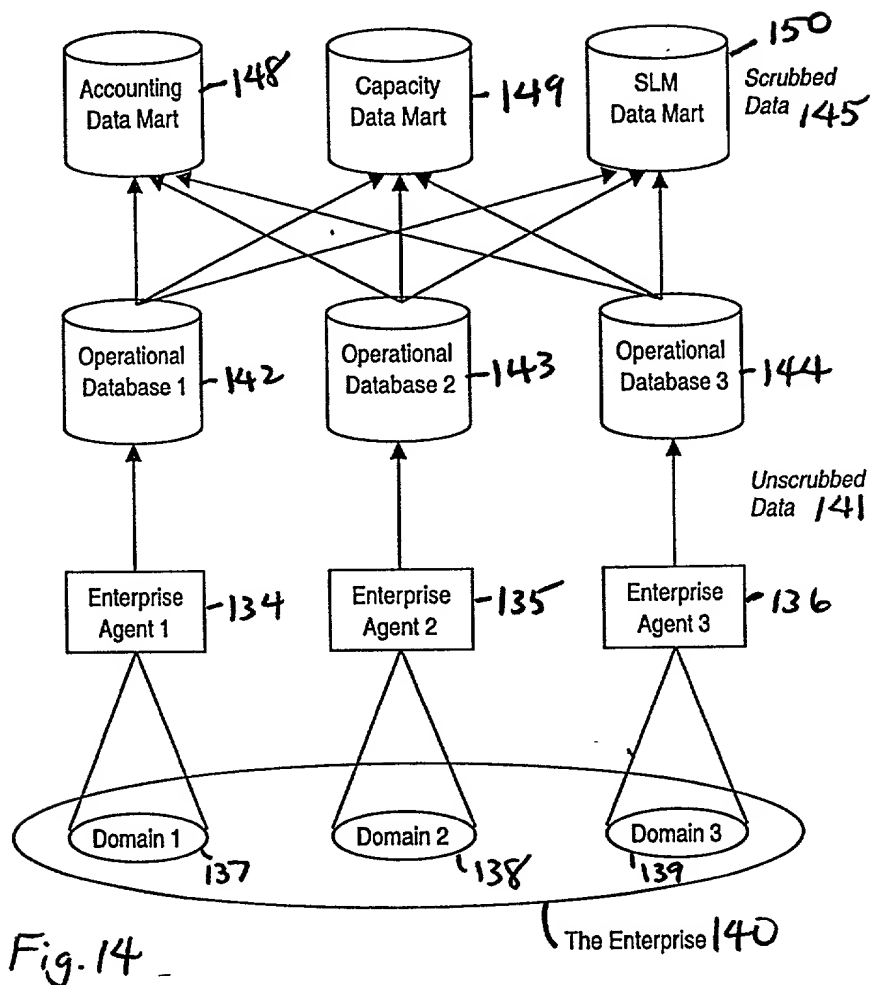 150
Accounting
Data Mart
148
Capacity
Data Mart
149
SLM
Data Mart
Scrubbed
Data 145
Operational
Database 1
142
Operational
Database 2
143
Operational
Database 3
144
Unscrubbed
Data 141
Enterprise
Agent 1
134
Enterprise
Agent 2
135
Enterprise
Agent 3
136
Domain 1
137
Domain 2
138
Domain 3
139
The Enterprise 140
Fig. 14